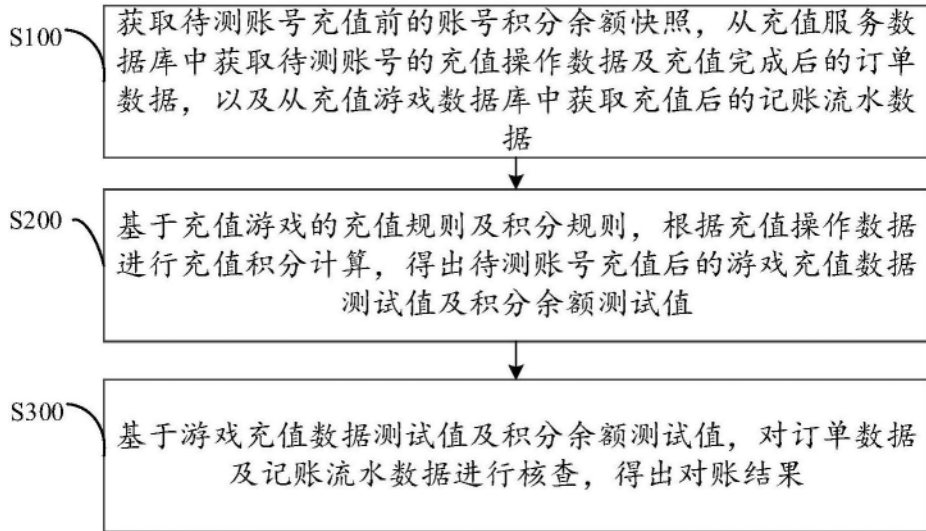 S100
获取待测账号充值前的账号积分余额快照，从充值服务数
据库中获取待测账号的充值操作数据及充值完成后的订单
数据，以及从充值游戏数据库中获取充值后的记账流水数
据
S200
基于充值游戏的充值规则及积分规则，根据充值操作数据
进行充值积分计算，得出待测账号充值后的游戏充值数据
测试值及积分余额测试值
S300
基于游戏充值数据测试值及积分余额测试值，对订单数据
及记账流水数据进行核查，得出对账结果